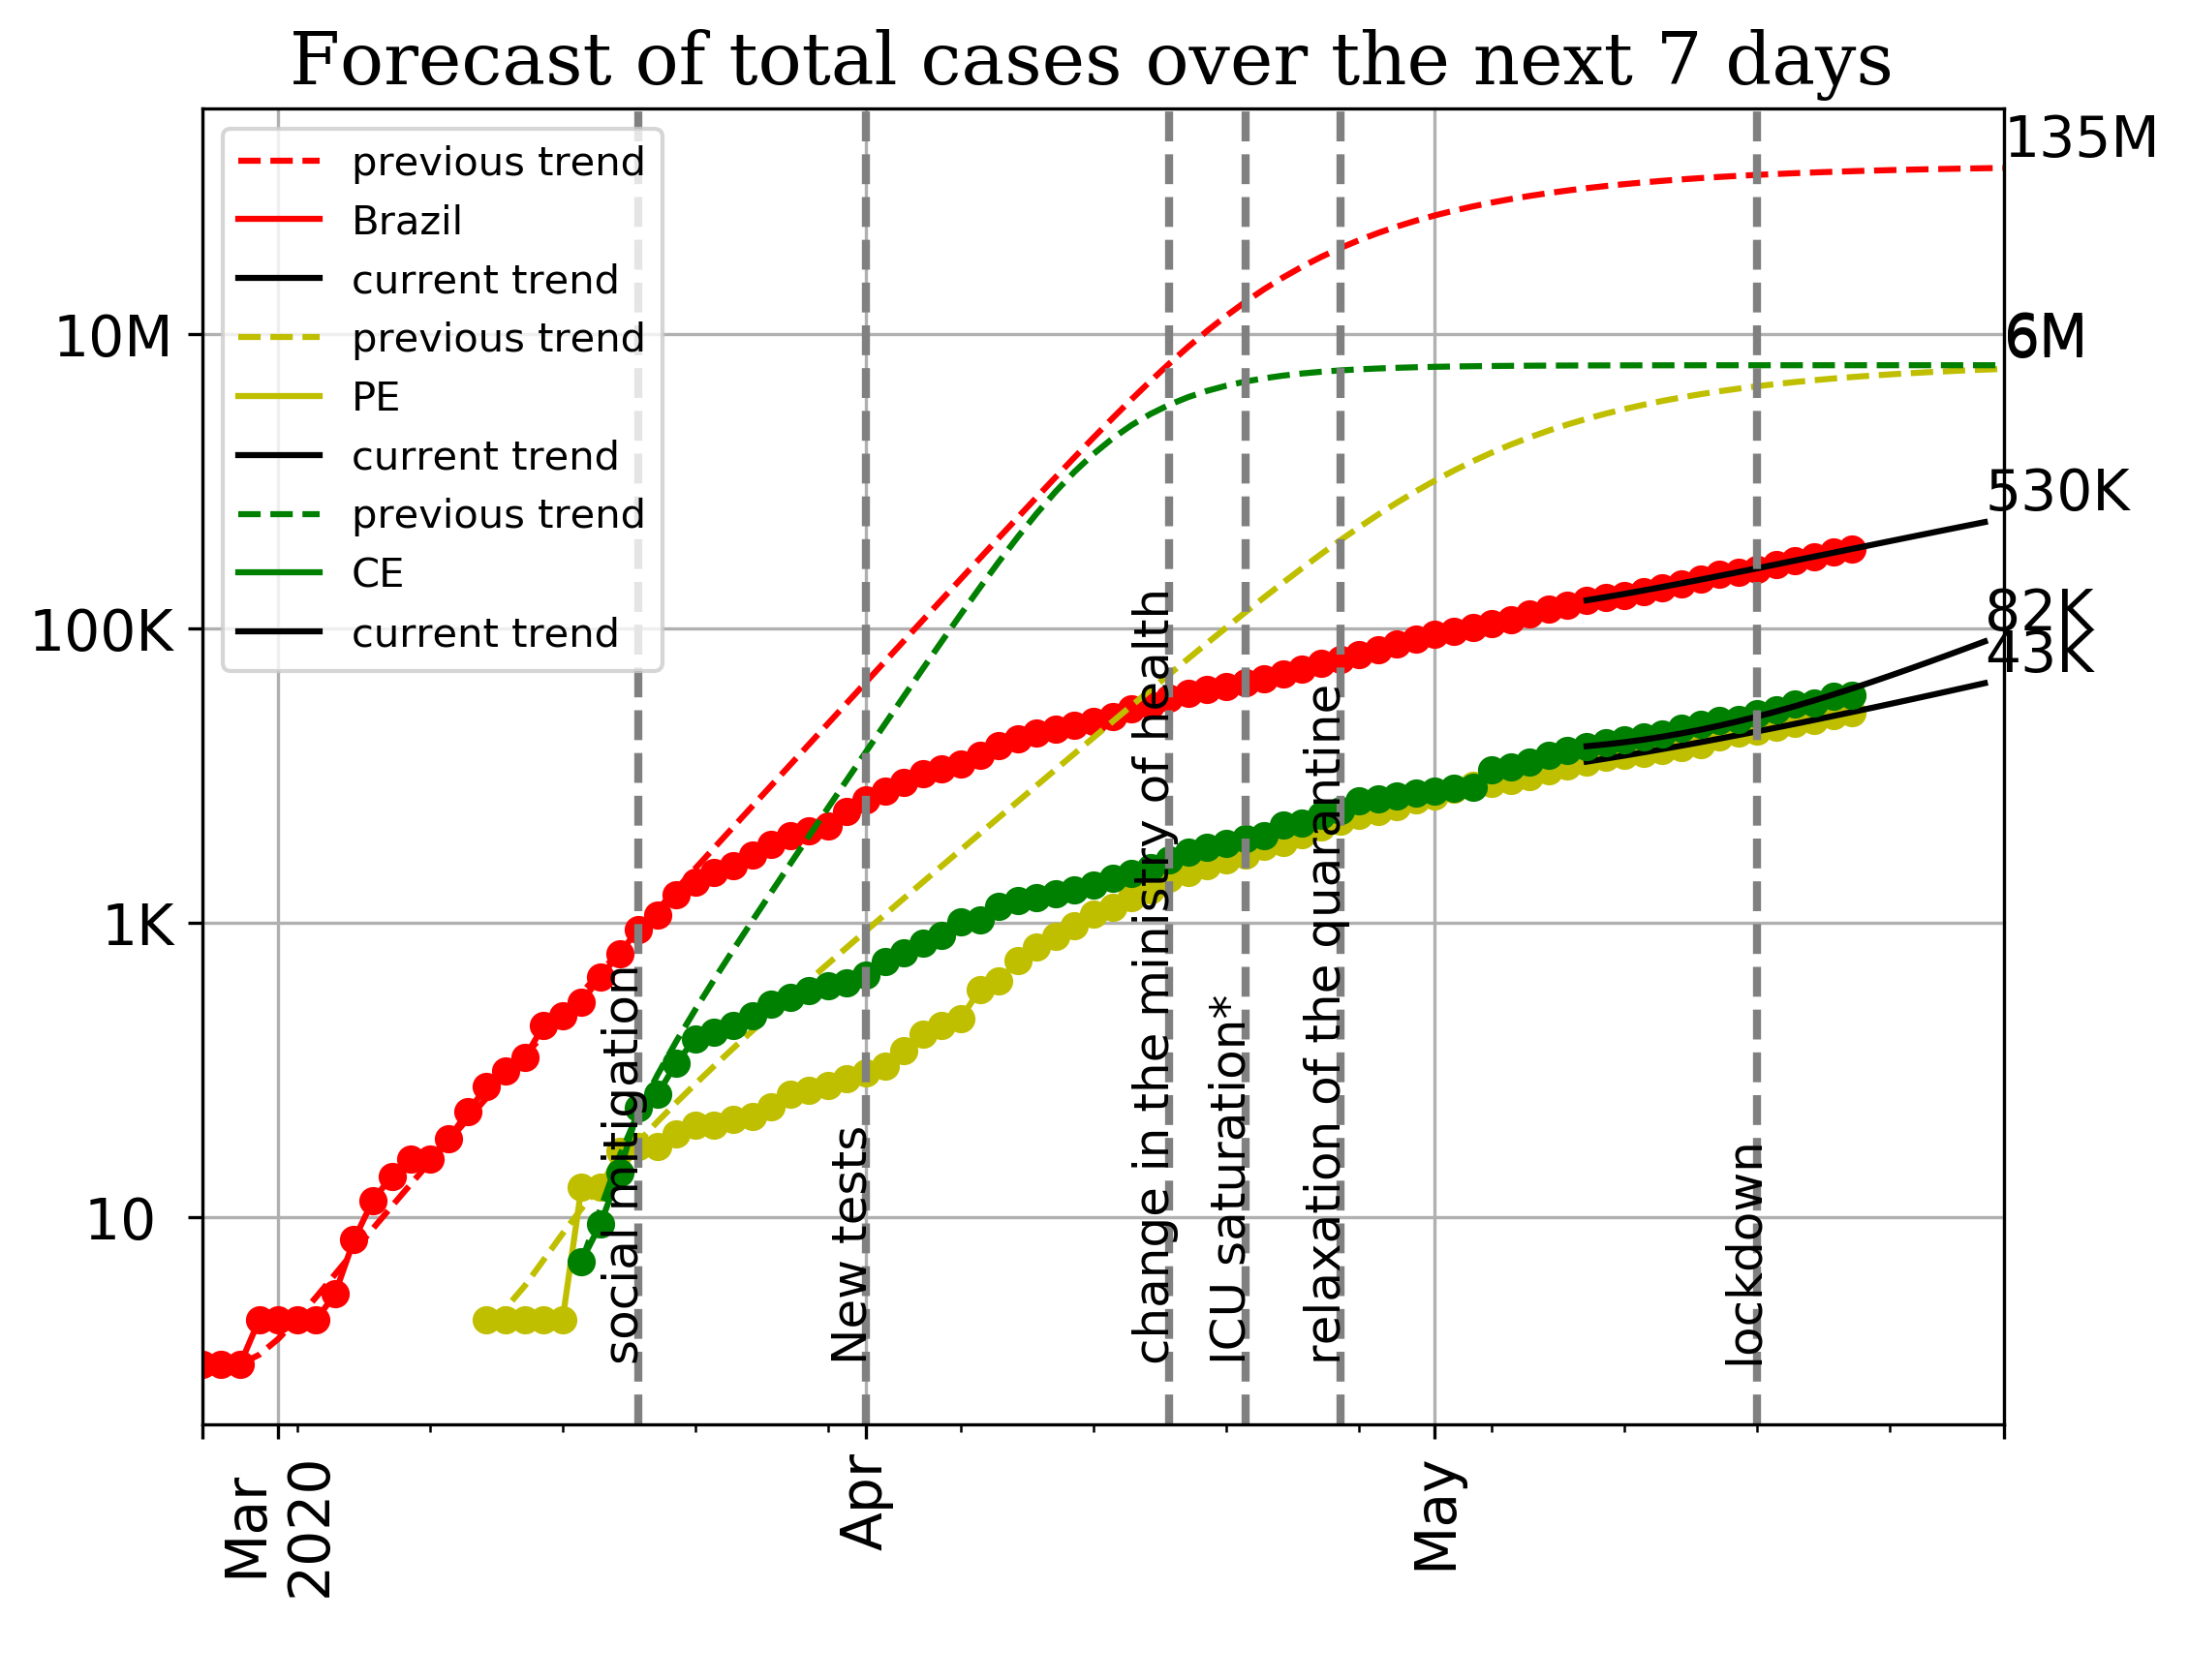 Forecast of total cases over the next 7 days
previous trend
Brazil
current trend
previous trend
PE
current trend
previous trend
CE
current trend
10M
100K
1K
10
135M
6M
530K
82K
43K
social mitigation
New tests
change in the ministry of health
ICU saturation*
relaxation of the quarantine
lockdown
Mar
2020
Apr
May